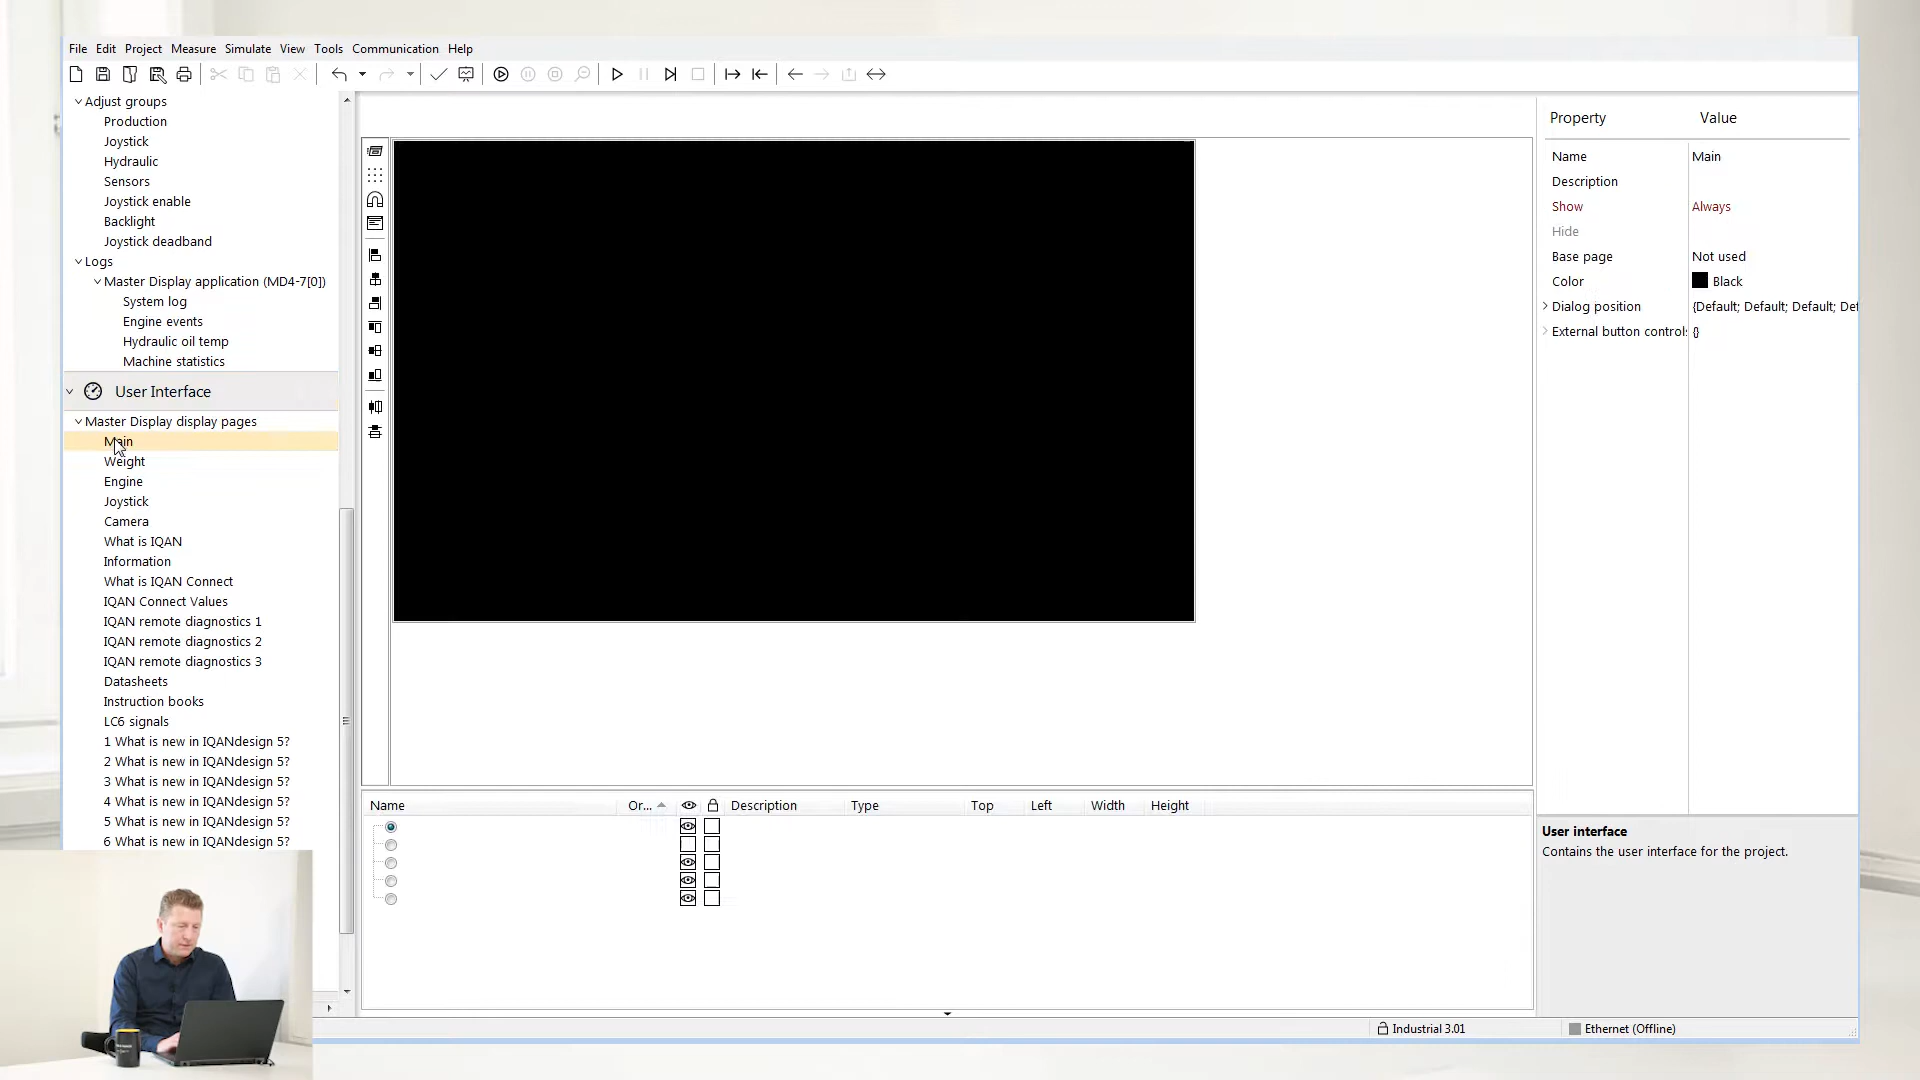 File Edit Project Measure Simulate View Tools Communication Help
Adjust groups
Production
Joystick
Hydraulic
Sensors
Joystick enable
Backlight
Joystick deadband
Logs
Master Display application (MD4-7[0])
System log
Engine events
Hydraulic oil temp
Machine statistics
User Interface
Master Display display pages
Main
Weight
Engine
Joystick
Camera
What is IQAN
Information
What is IQAN Connect
IQAN Connect Values
IQAN remote diagnostics 1
IQAN remote diagnostics 2
IQAN remote diagnostics 3
Datasheets
Instruction books
LC6 signals
1 What is new in IQANdesign 5?
2 What is new in IQANdesign 5?
3 What is new in IQANdesign 5?
4 What is new in IQANdesign 5?
5 What is new in IQANdesign 5?
6 What is new in IQANdesign 5?
Name Or... Description Type Top Left Width Height
Property Value
Name Main
Description
Show Always
Hide
Base page Not used
Color Black
Dialog position {Default; Default; Default; Def
External button control: {}
User interface
Contains the user interface for the project.
Industrial 3.01 Ethernet (Offline)